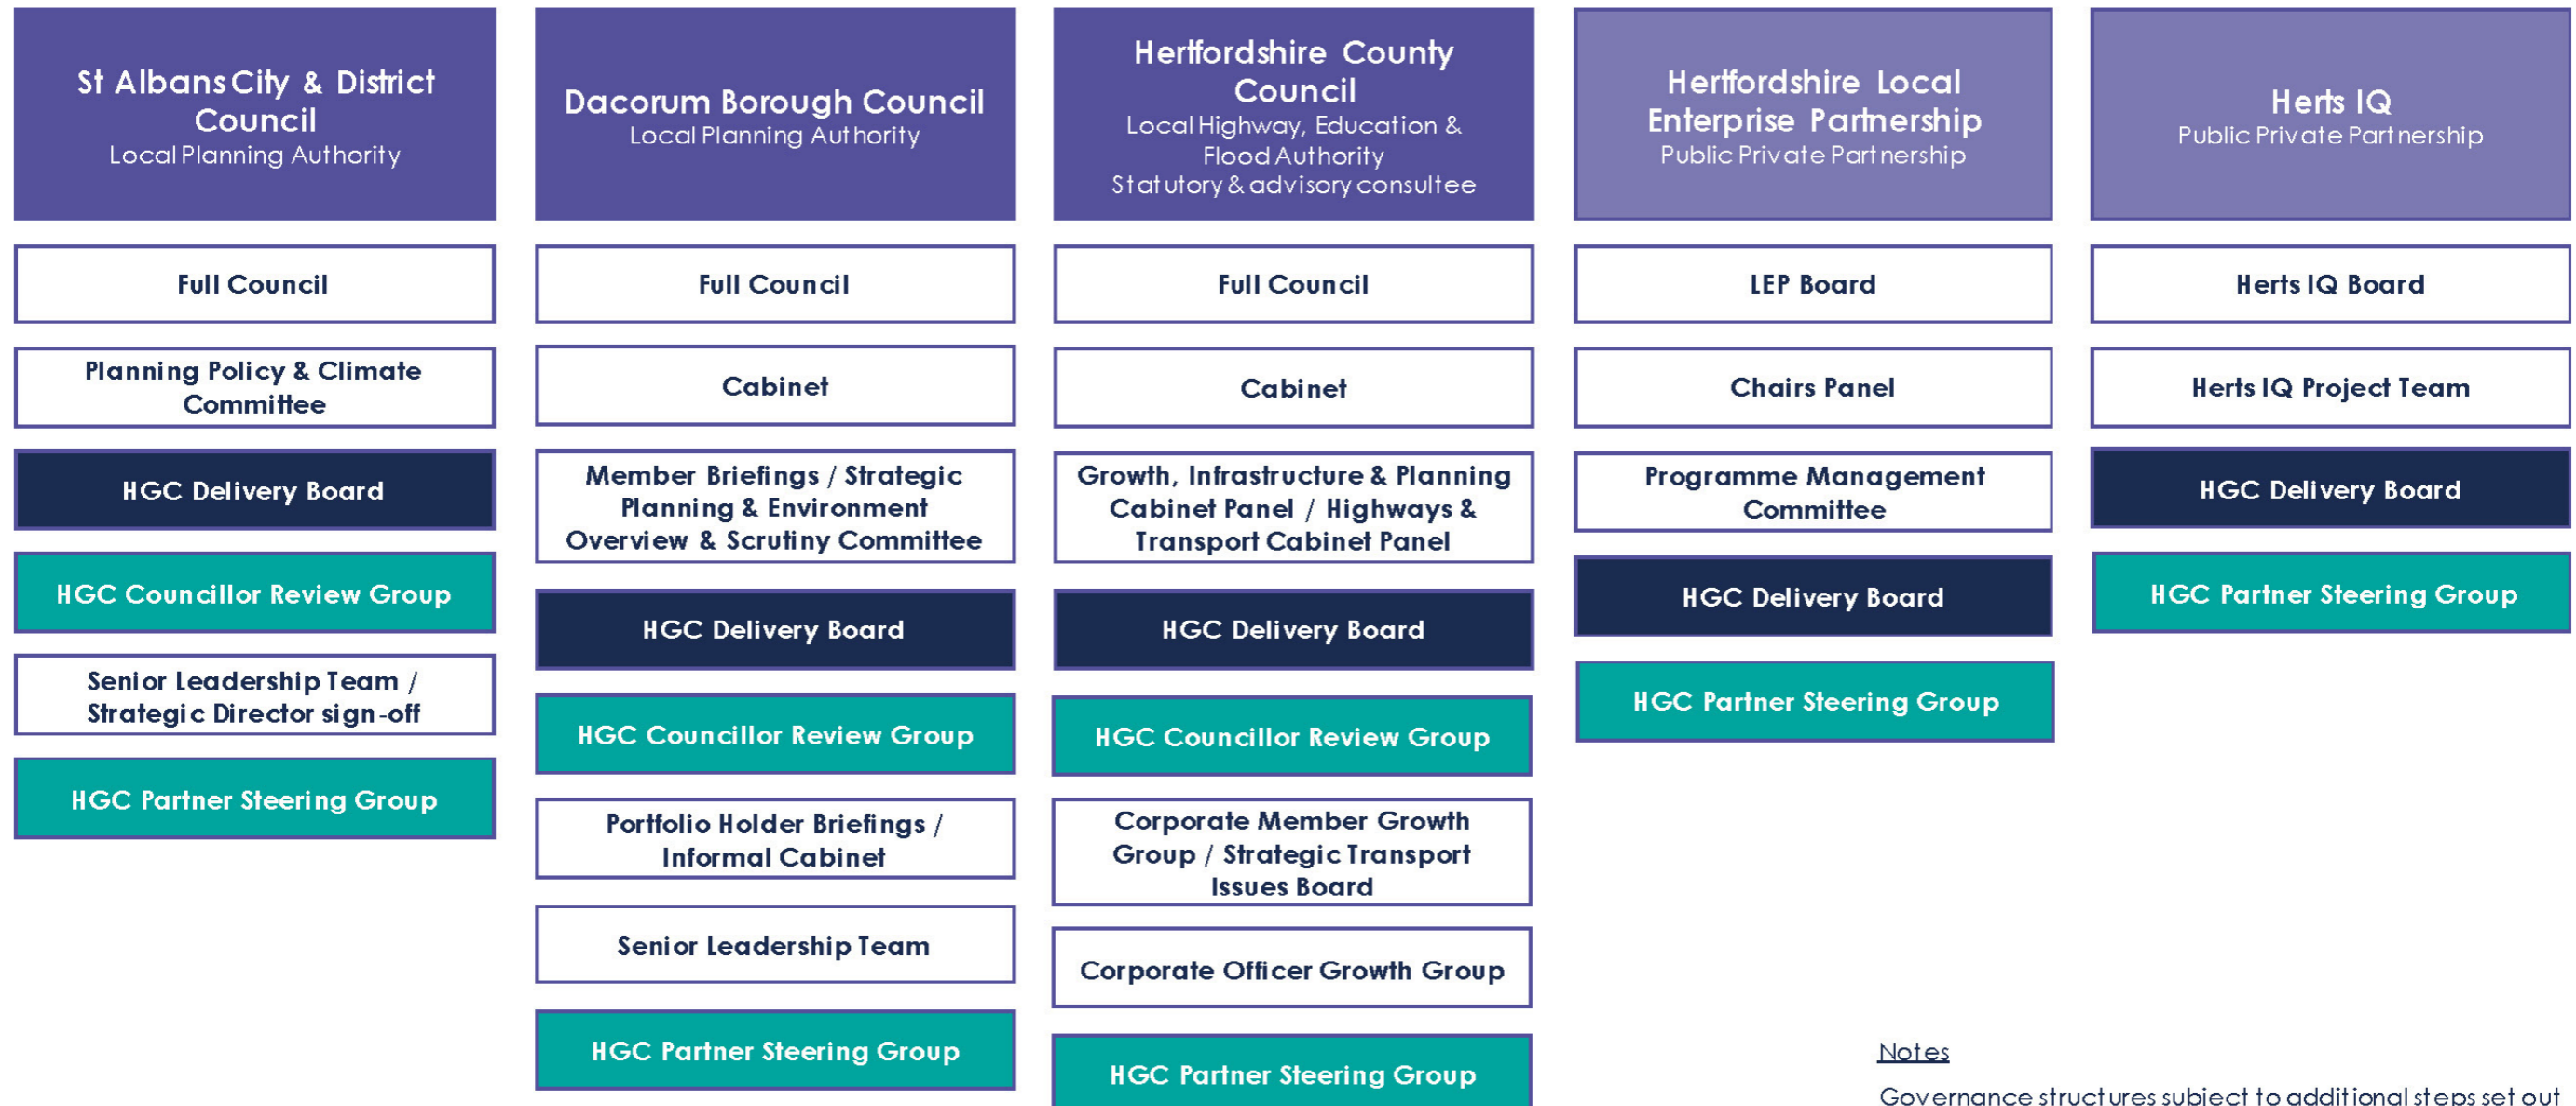 St Albans City & District
Council
Local Planning Authority
Full Council
Planning Policy & Climate
Committee
HGC Delivery Board
HGC Councillor Review Group
Senior Leadership Team /
Strategic Director sign-off
HGC Partner Steering Group
Dacorum Borough Council
Local Planning Authority
Full Council
Cabinet
Member Briefings / Strategic
Planning & Environment
Overview & Scrutiny Committee
HGC Delivery Board
HGC Councillor Review Group
Portfolio Holder Briefings /
Informal Cabinet
Senior Leadership Team
HGC Partner Steering Group
Hertfordshire County
Council
Local Highway, Education &
Flood Authority
Statutory & advisory consultee
Full Council
Cabinet
Growth, Infrastructure & Planning
Cabinet Panel / Highways &
Transport Cabinet Panel
HGC Delivery Board
HGC Councillor Review Group
Corporate Member Growth
Group / Strategic Transport
Issues Board
Corporate Officer Growth Group
HGC Partner Steering Group
Hertfordshire Local
Enterprise Partnership
Public Private Partnership
LEP Board
Chairs Panel
Programme Management
Committee
HGC Delivery Board
HGC Partner Steering Group
Herts IQ
Public Private Partnership
Herts IQ Board
Herts IQ Project Team
HGC Delivery Board
HGC Partner Steering Group
Notes
Governance structures subject to additional steps set out